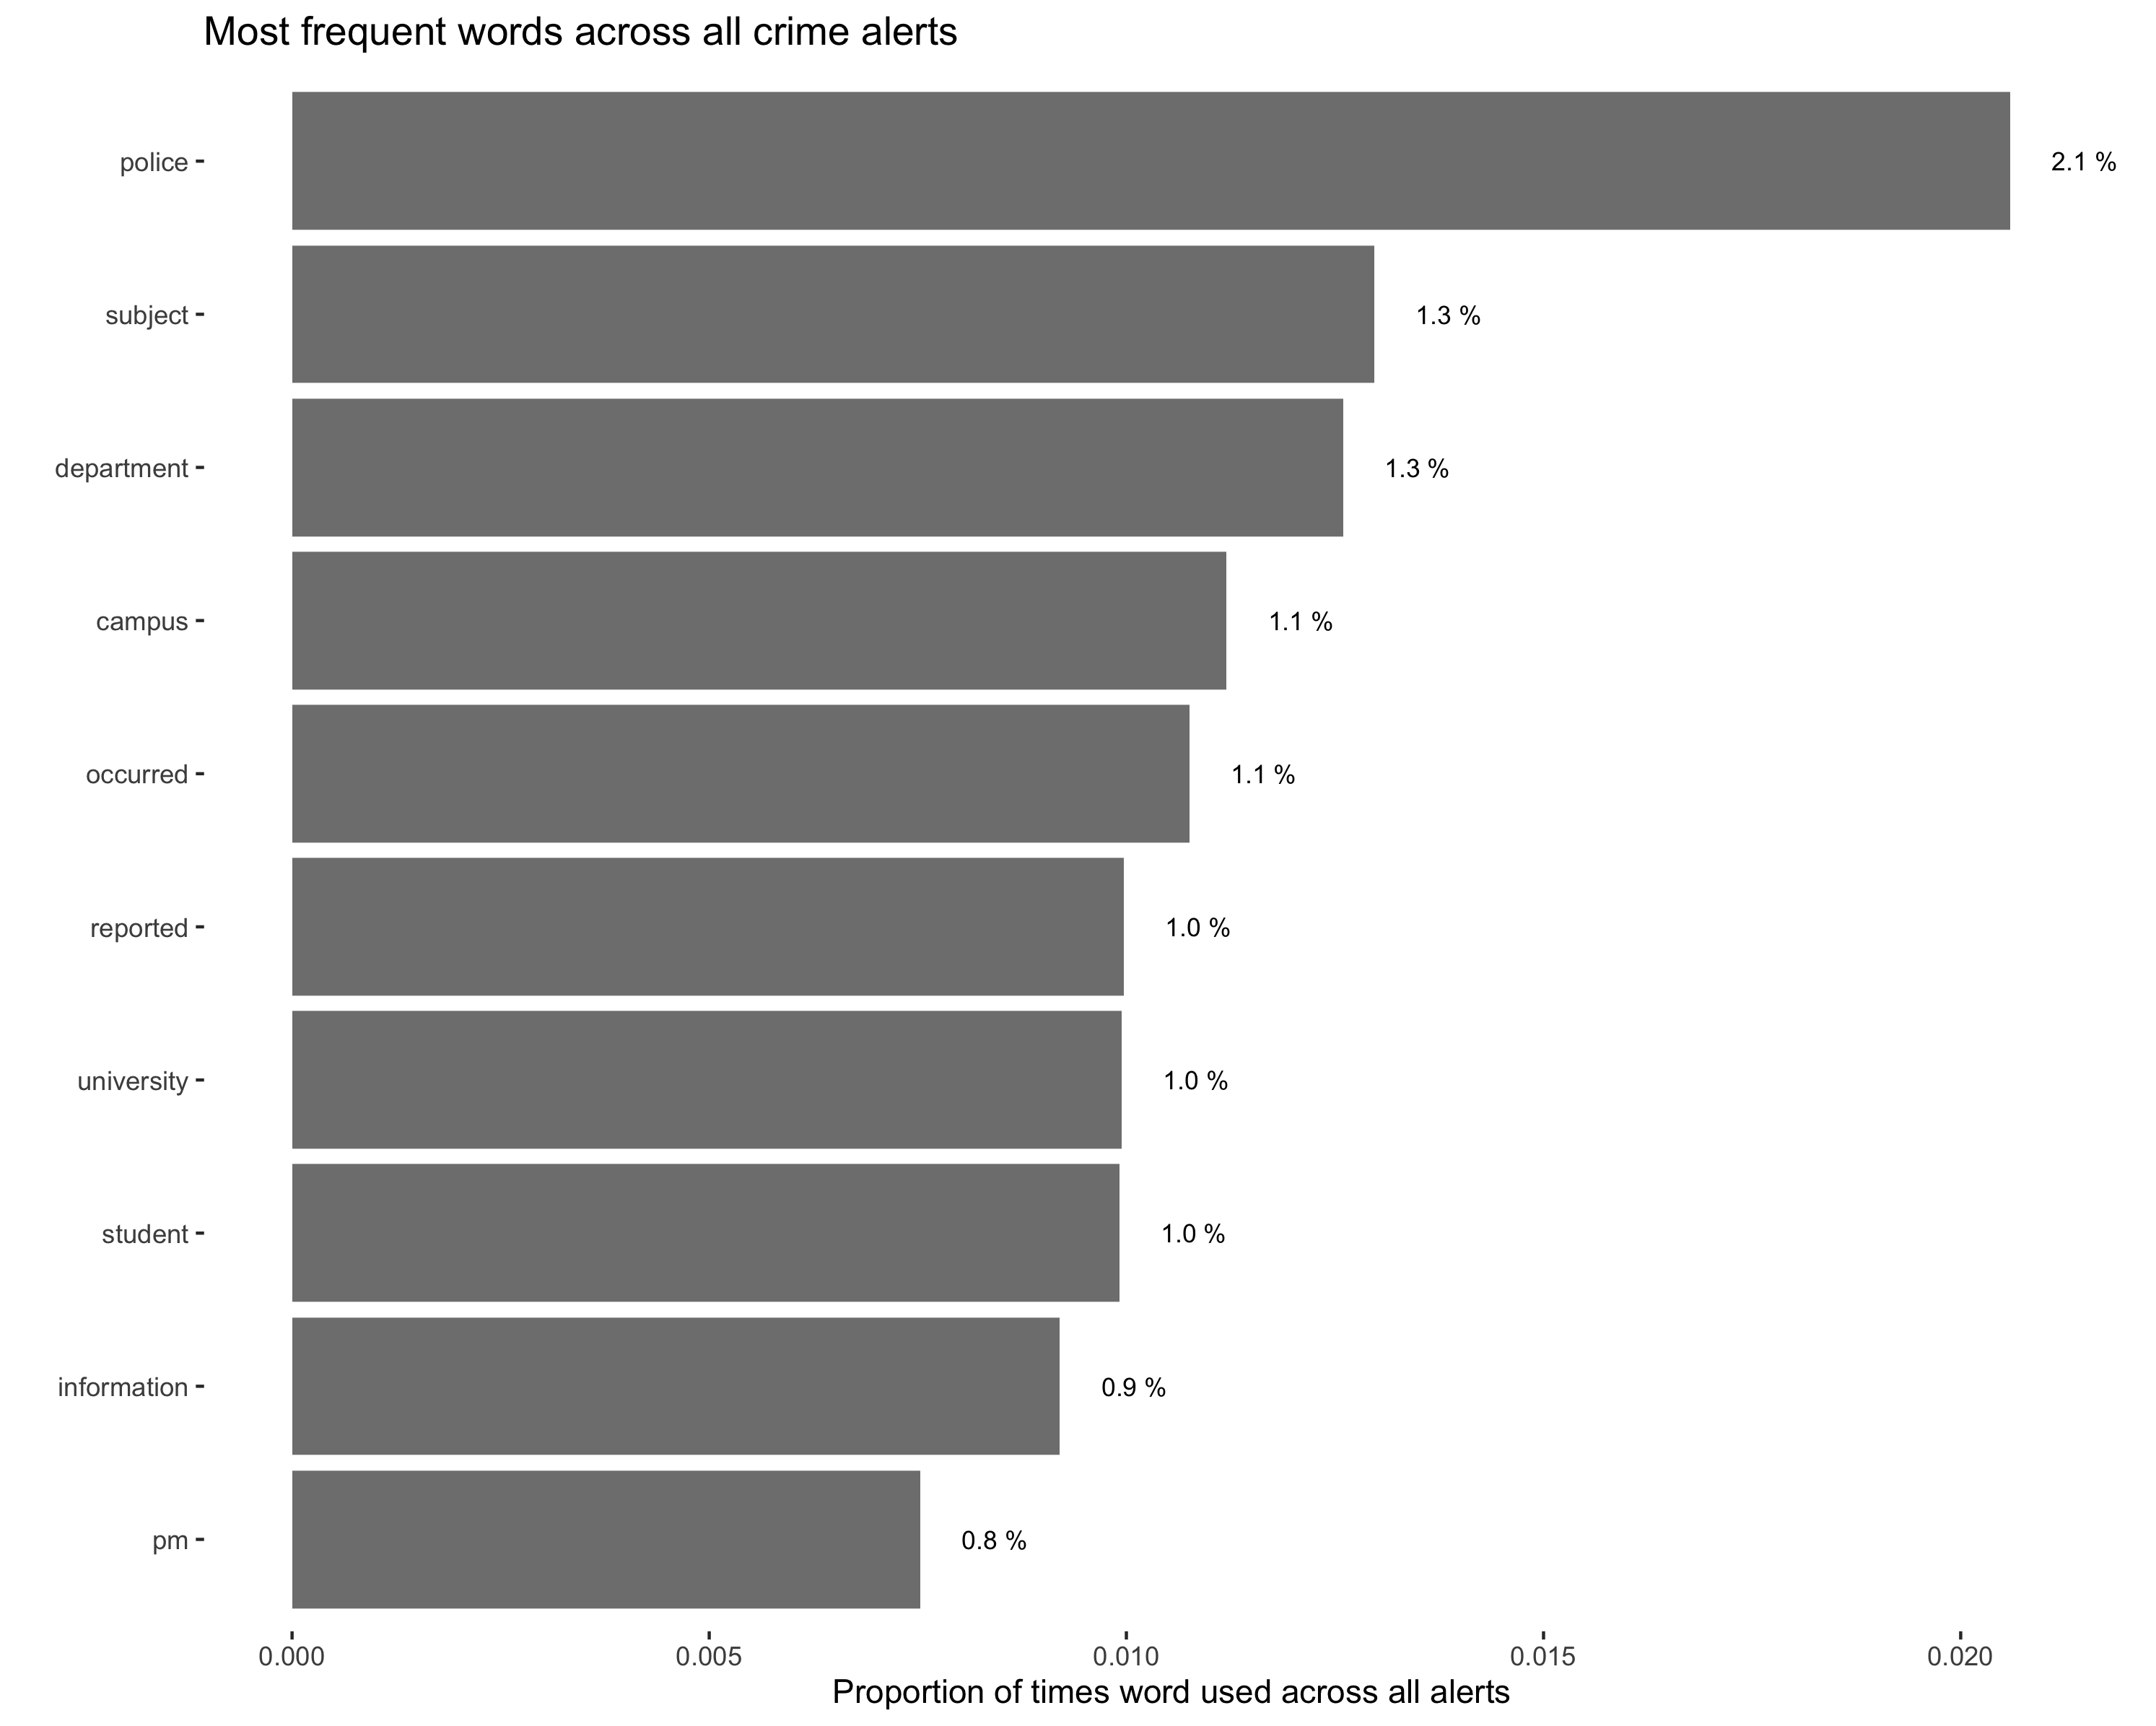 Most frequent words across all crime alerts
police 2.1 %
subject 1.3 %
department 1.3 %
campus 1.1 %
occurred 1.1 %
reported 1.0 %
university 1.0 %
student 1.0 %
information 0.9 %
pm 0.8 %
0.000 0.005 0.010 0.015 0.020
Proportion of times word used across all alerts